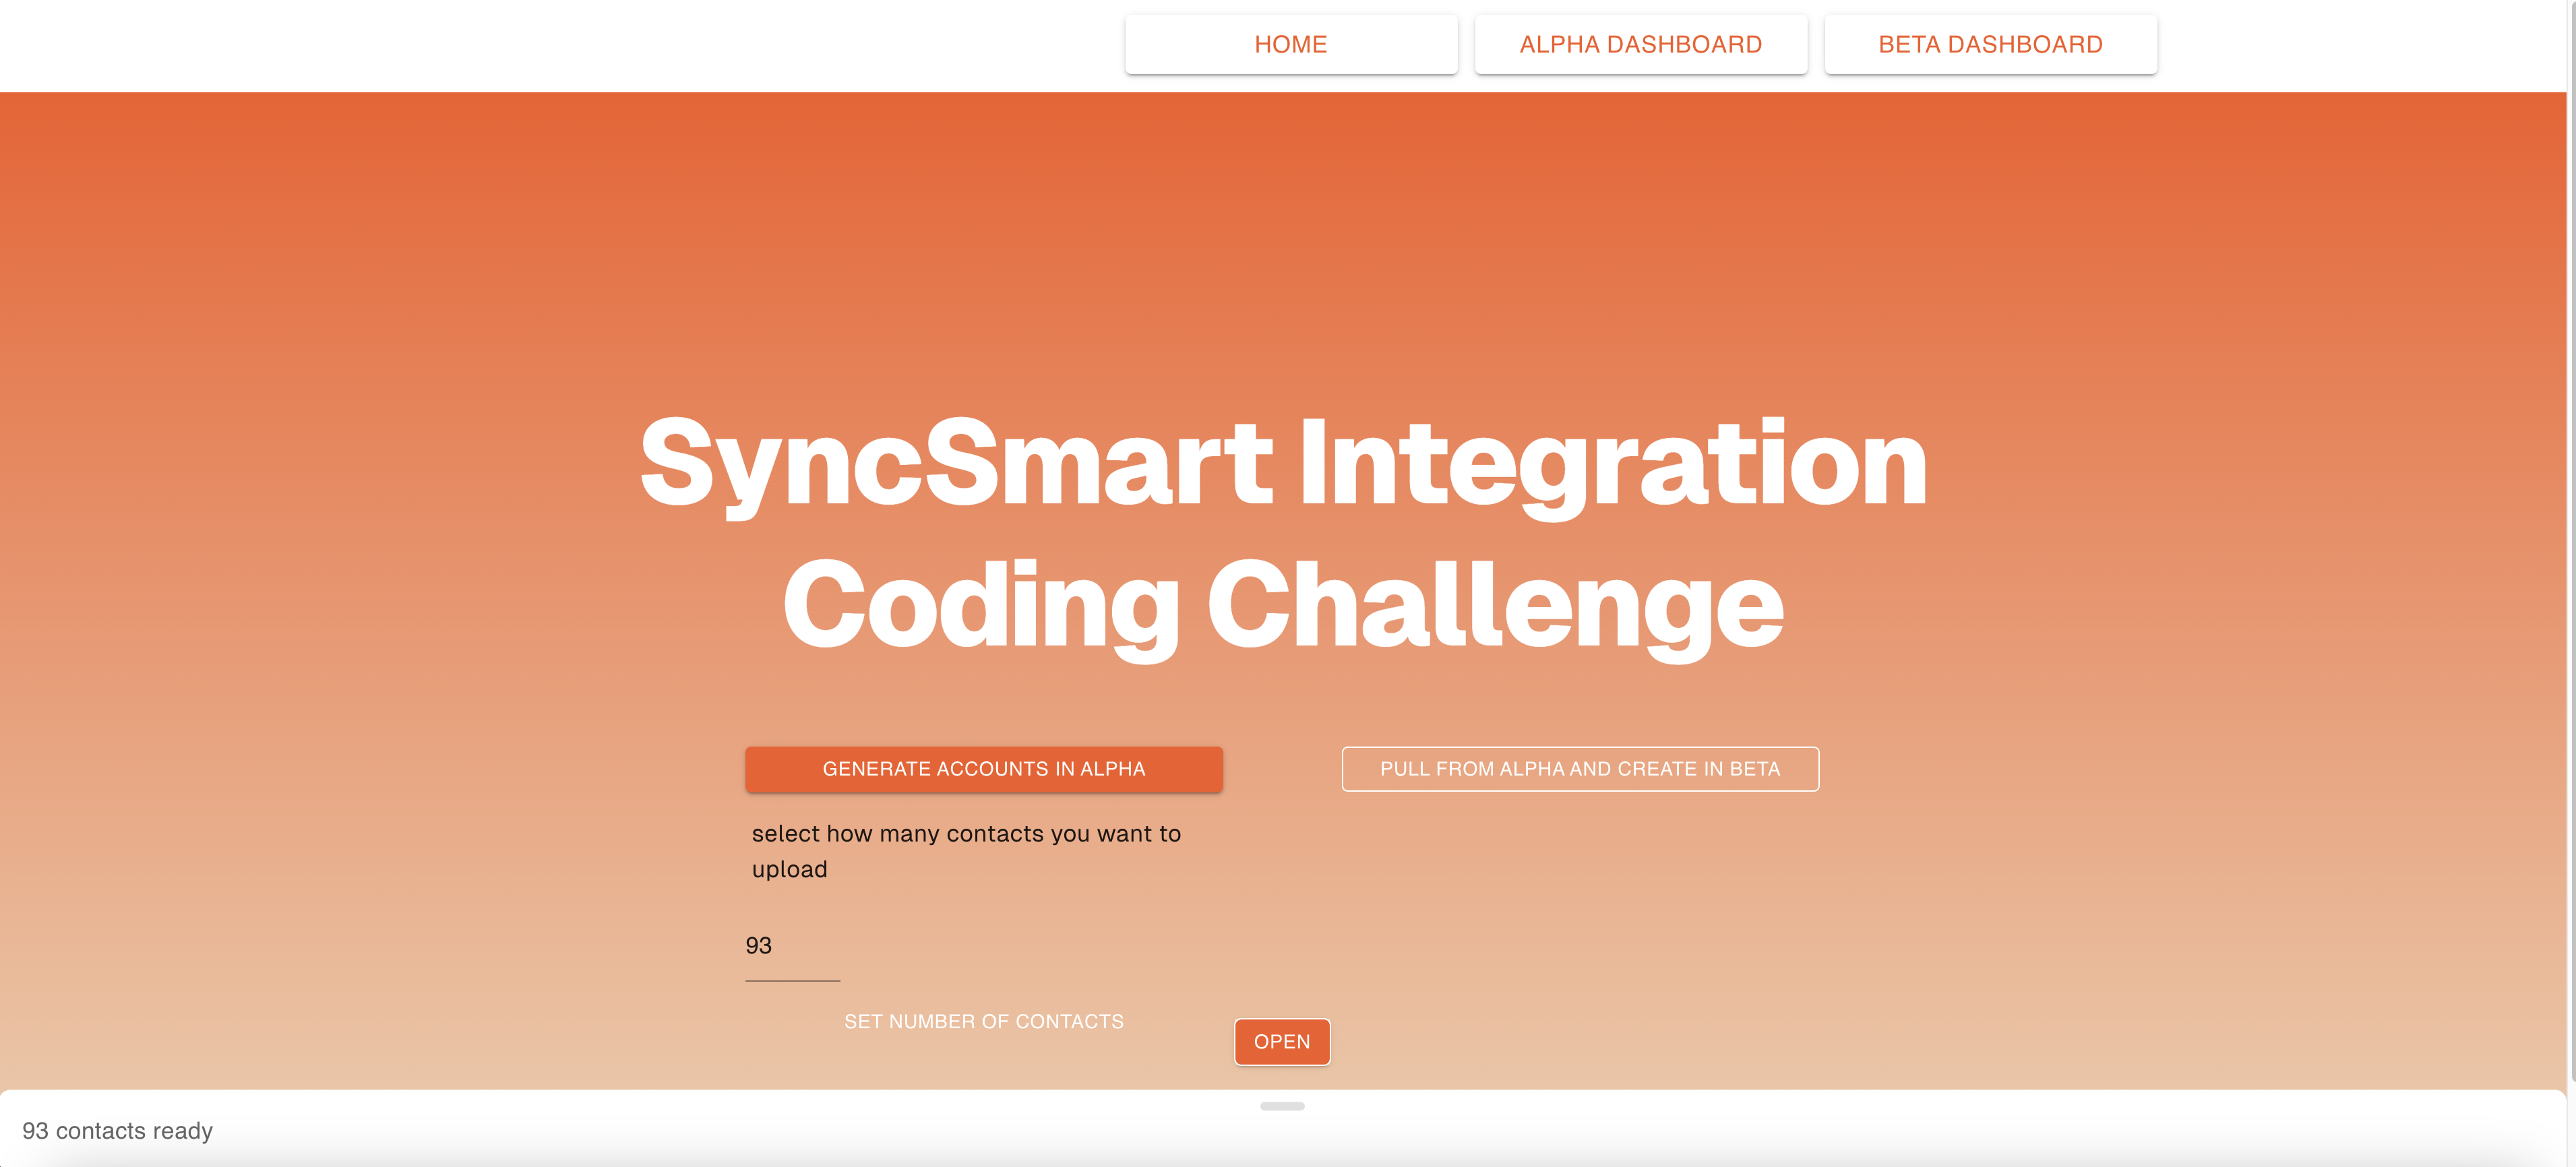 HOME
ALPHA DASHBOARD
BETA DASHBOARD
SyncSmart Integration
Coding Challenge
GENERATE ACCOUNTS IN ALPHA
PULL FROM ALPHA AND CREATE IN BETA
select how many contacts you want to
upload
93
SET NUMBER OF CONTACTS
OPEN
93 contacts ready